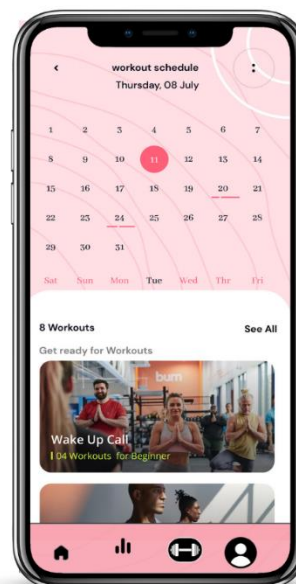 workout schedule
Thursday, 08 July
1 2 3 4 5 6 7
8 9 10 11 12 13 14
15 16 17 18 19 20 21
22 23 24 25 26 27 28
29 30 31
Sat Sun Mon Tue Wed Thr Fri
8 Workouts See All
Get ready for Workouts
burn
Wake Up Call
04 Workouts for Beginner